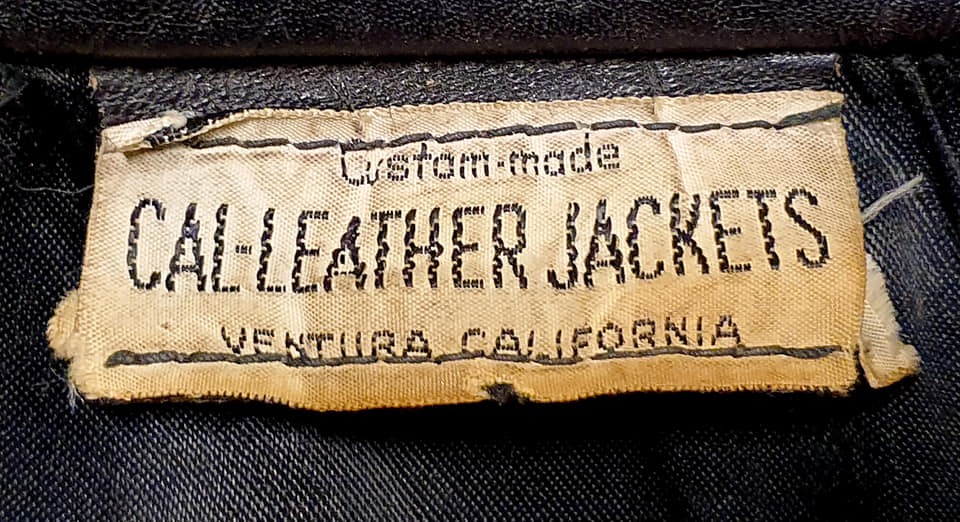 Custom-made
CAL-LEATHER JACKETS
VENTURA, CALIFORNIA